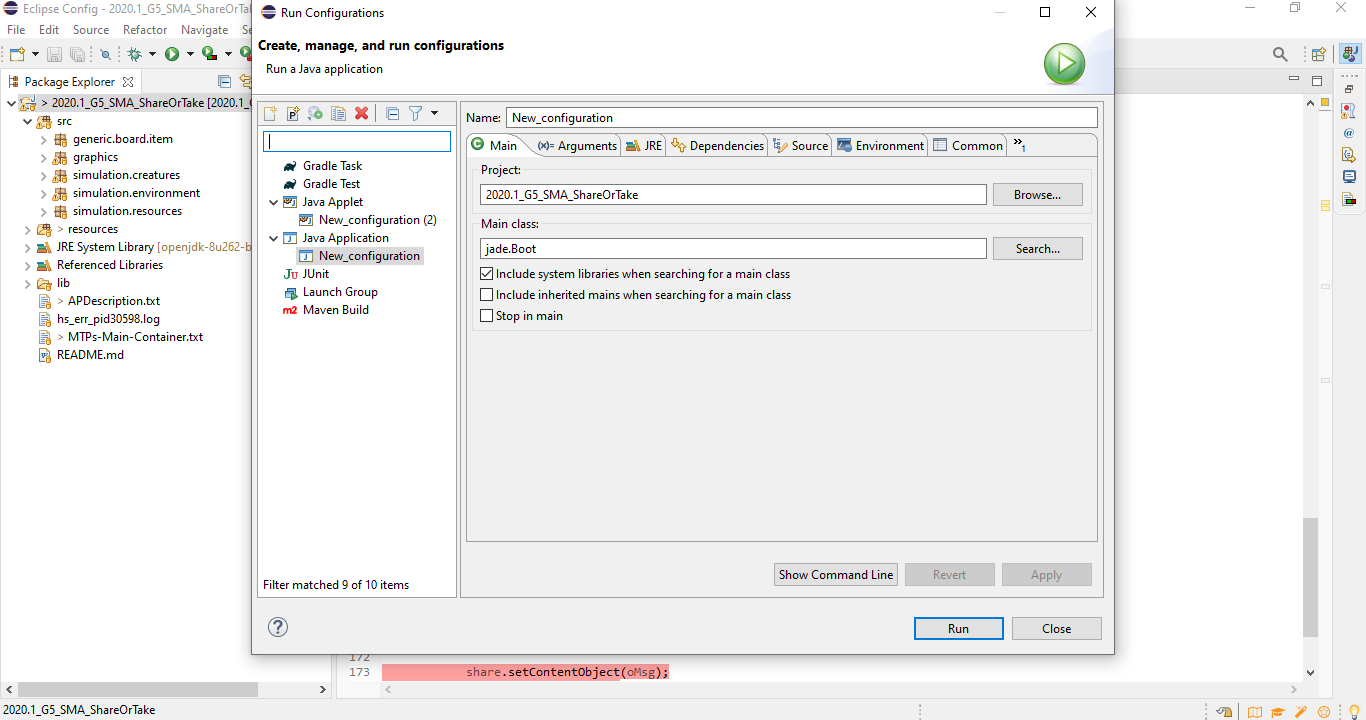 Eclipse Config - 2020.1_G5_SMA_ShareOrTak
File Edit Source Refactor Navigate Se
Package Explorer
> 2020.1_G5_SMA_ShareOrTake [2020.1_
src
generic.board.item
graphics
simulation.creatures
simulation.environment
simulation.resources
> resources
JRE System Library [openjdk-8u262-b
Referenced Libraries
lib
> APDescription.txt
hs_err_pid30598.log
> MTPs-Main-Container.txt
README.md
Run Configurations
Create, manage, and run configurations
Run a Java application
Gradle Task
Gradle Test
Java Applet
New_configuration (2)
Java Application
New_configuration
JUnit
Launch Group
Maven Build
Filter matched 9 of 10 items
Name: New_configuration
Main (x)= Arguments JRE Dependencies Source Environment Common »1
Project:
2020.1_G5_SMA_ShareOrTake Browse...
Main class:
jade.Boot Search...
Include system libraries when searching for a main class
Include inherited mains when searching for a main class
Stop in main
Show Command Line Revert Apply
Run Close
172
173 share.setContentObject(oMsg);
2020.1_G5_SMA_ShareOrTake